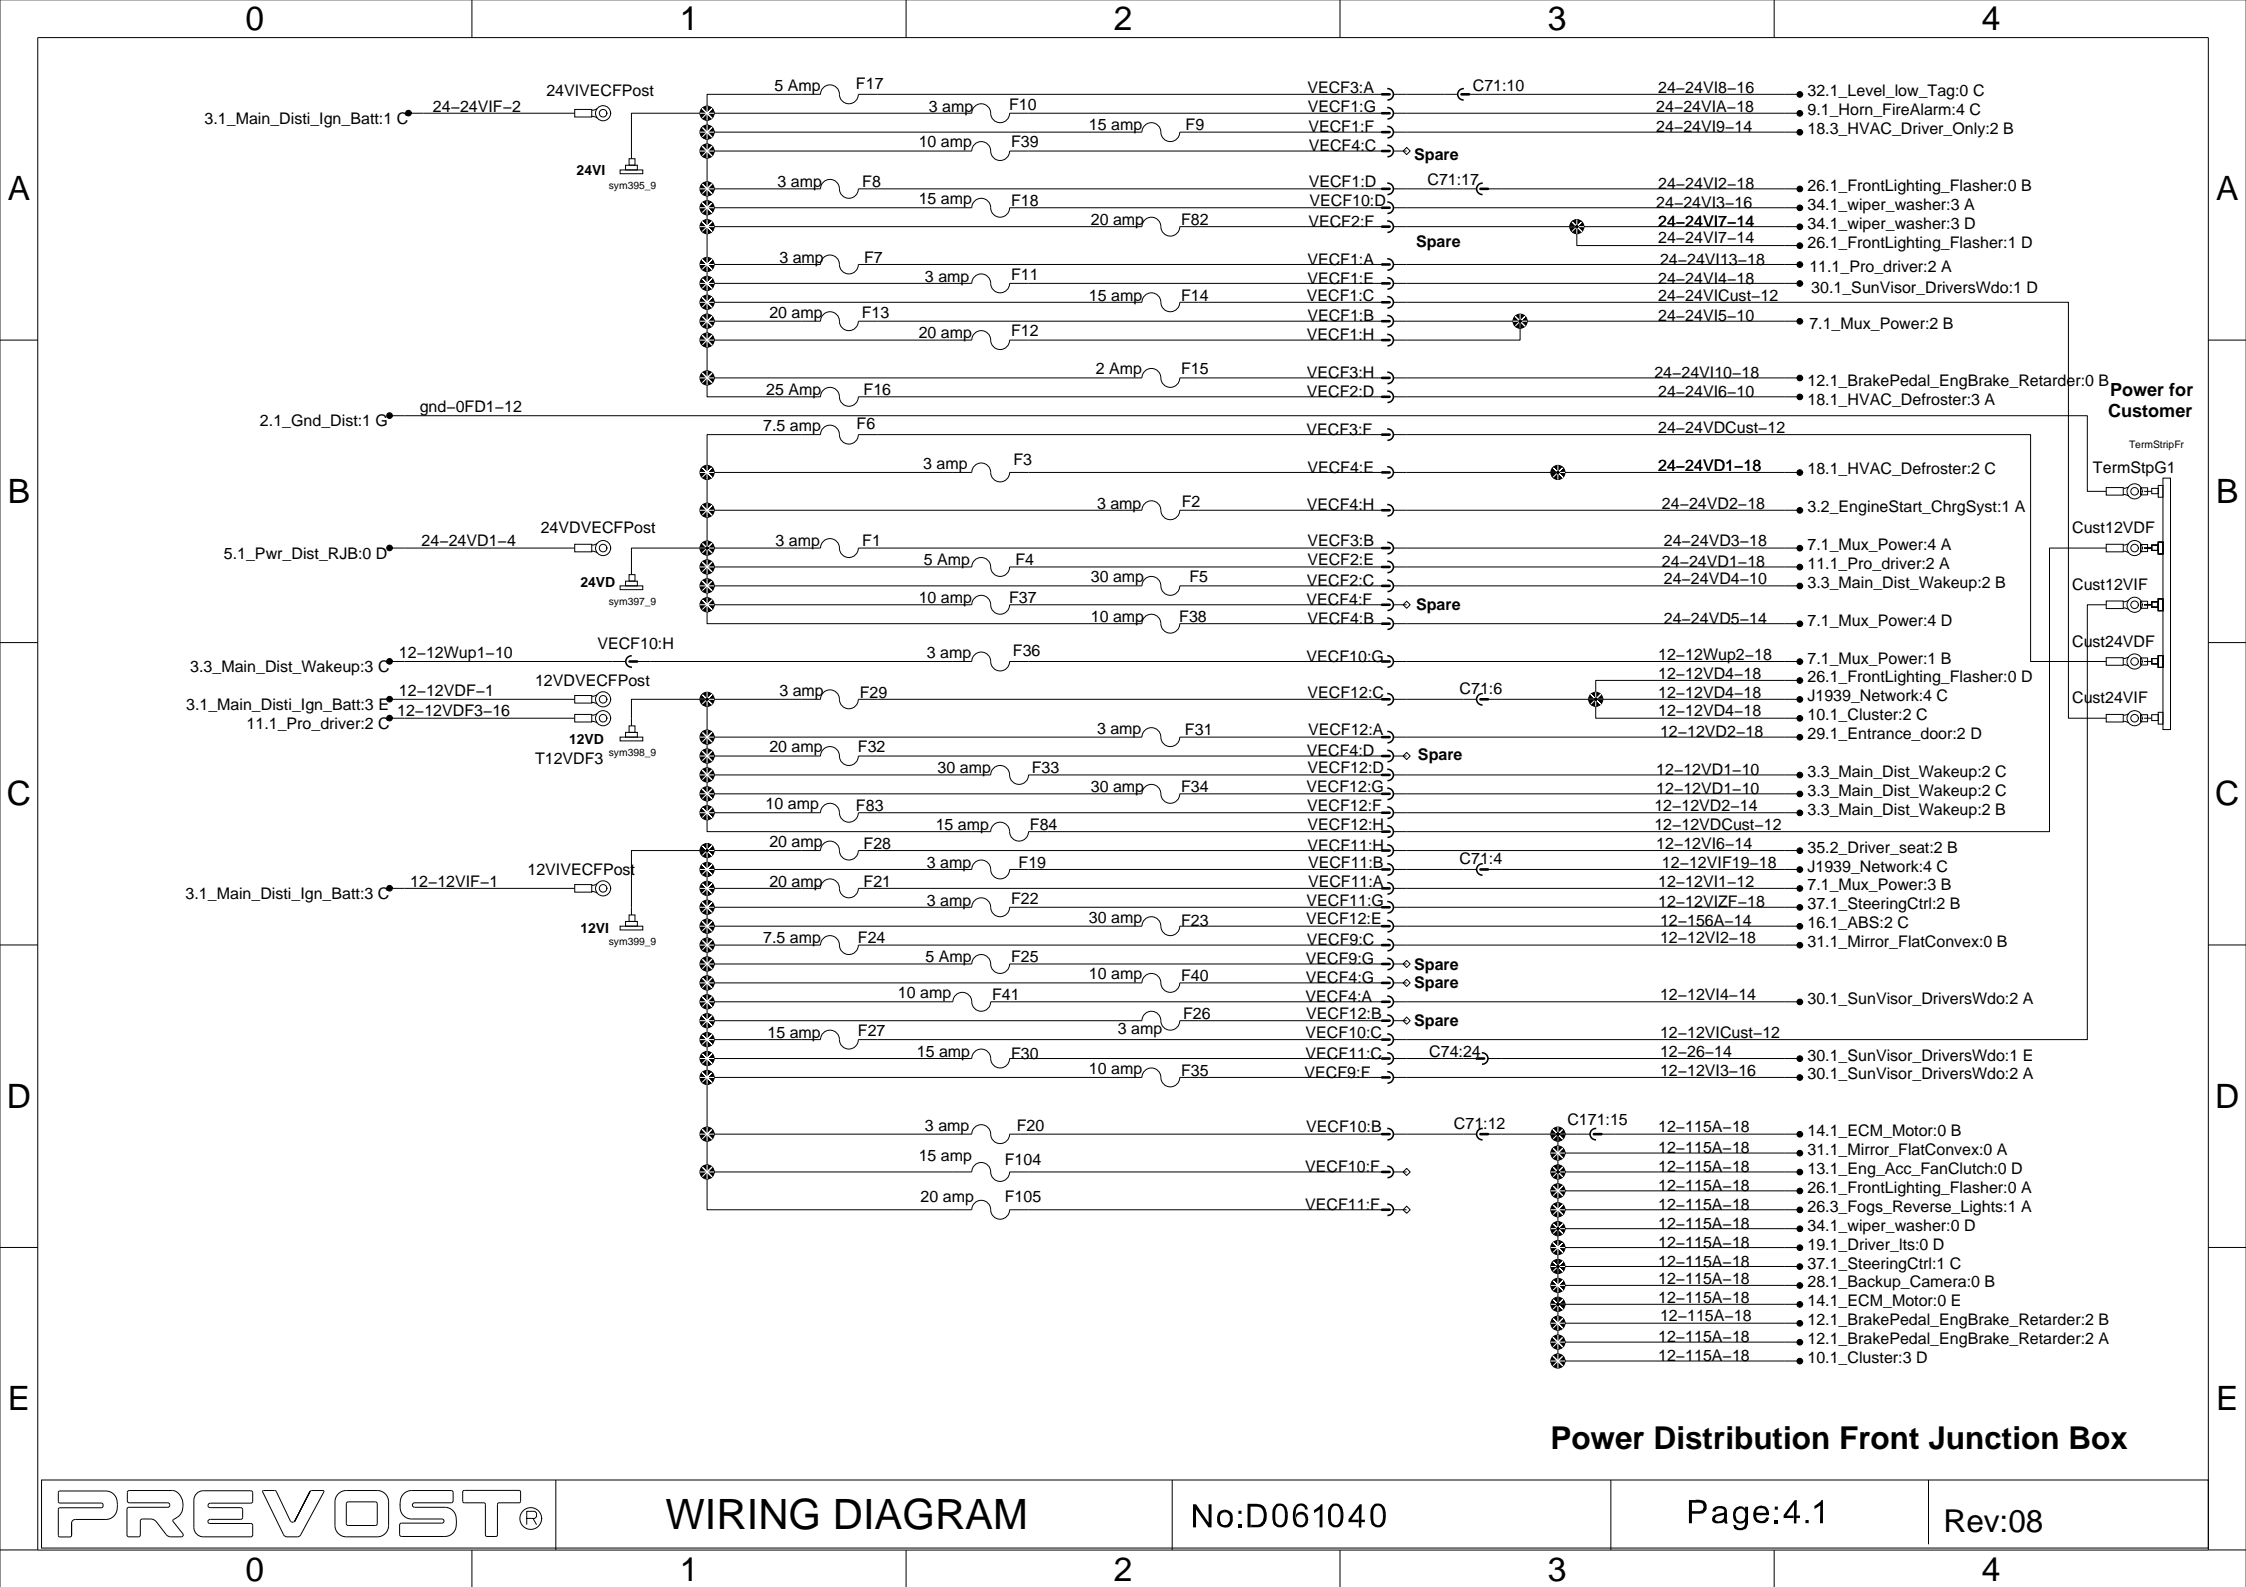 0 1 2 3 4
5 Amp F17 VECF3:A C71:10 24-24VI8-16 32.1_Level_low_Tag:0 C
24VIVECFPost
3.1_Main_Disti_Ign_Batt:1 C 24-24VIF-2 3 amp F10 VECF1:G 24-24VIA-18 9.1_Horn_FireAlarm:4 C
15 amp F9 VECF1:F 24-24VI9-14 18.3_HVAC_Driver_Only:2 B
10 amp F39 VECF4:C Spare
24VI
sym395_9
A A
3 amp F8 VECF1:D C71:17 24-24VI2-18 26.1_FrontLighting_Flasher:0 B
15 amp F18 VECF10:D 24-24VI3-16 34.1_wiper_washer:3 A
20 amp F82 VECF2:F 24-24VI7-14 34.1_wiper_washer:3 D
Spare 24-24VI7-14 26.1_FrontLighting_Flasher:1 D
3 amp F7 VECF1:A 24-24VI13-18 11.1_Pro_driver:2 A
3 amp F11 VECF1:E 24-24VI4-18 30.1_SunVisor_DriversWdo:1 D
15 amp F14 VECF1:C 24-24VICust-12
20 amp F13 VECF1:B 24-24VI5-10 7.1_Mux_Power:2 B
20 amp F12 VECF1:H
2 Amp F15 VECF3:H 24-24VI10-18 12.1_BrakePedal_EngBrake_Retarder:0 B
25 Amp F16 VECF2:D 24-24VI6-10 18.1_HVAC_Defroster:3 A
Power for
Customer
2.1_Gnd_Dist:1 G gnd-0FD1-12
7.5 amp F6 VECF3:F 24-24VDCust-12
TermStripFr
TermStpG1
3 amp F3 VECF4:E 24-24VD1-18 18.1_HVAC_Defroster:2 C
B B
3 amp F2 VECF4:H 24-24VD2-18 3.2_EngineStart_ChrgSyst:1 A
24VDVECFPost Cust12VDF
5.1_Pwr_Dist_RJB:0 D 24-24VD1-4 3 amp F1 VECF3:B 24-24VD3-18 7.1_Mux_Power:4 A
5 Amp F4 VECF2:E 24-24VD1-18 11.1_Pro_driver:2 A
24VD 30 amp F5 VECF2:C 24-24VD4-10 3.3_Main_Dist_Wakeup:2 B
Cust12VIF
sym397_9 10 amp F37 VECF4:F Spare
10 amp F38 VECF4:B 24-24VD5-14 7.1_Mux_Power:4 D
VECF10:H Cust24VDF
3.3_Main_Dist_Wakeup:3 C 12-12Wup1-10 3 amp F36 VECF10:G 12-12Wup2-18 7.1_Mux_Power:1 B
12VDVECFPost 12-12VD4-18 26.1_FrontLighting_Flasher:0 D
3.1_Main_Disti_Ign_Batt:3 E 12-12VDF-1 3 amp F29 VECF12:C C71:6 12-12VD4-18 J1939_Network:4 C
Cust24VIF
11.1_Pro_driver:2 C 12-12VDF3-16 12-12VD4-18 10.1_Cluster:2 C
12VD 3 amp F31 VECF12:A 12-12VD2-18 29.1_Entrance_door:2 D
T12VDF3 sym398_9 20 amp F32 VECF4:D Spare
30 amp F33 VECF12:D 12-12VD1-10 3.3_Main_Dist_Wakeup:2 C
C C
30 amp F34 VECF12:G 12-12VD1-10 3.3_Main_Dist_Wakeup:2 C
10 amp F83 VECF12:F 12-12VD2-14 3.3_Main_Dist_Wakeup:2 B
15 amp F84 VECF12:H 12-12VDCust-12
20 amp F28 VECF11:H 12-12VI6-14 35.2_Driver_seat:2 B
12VIVECFPost 3 amp F19 VECF11:B C71:4 12-12VIF19-18 J1939_Network:4 C
3.1_Main_Disti_Ign_Batt:3 C 12-12VIF-1 20 amp F21 VECF11:A 12-12VI1-12 7.1_Mux_Power:3 B
3 amp F22 VECF11:G 12-12VIZF-18 37.1_SteeringCtrl:2 B
12VI 30 amp F23 VECF12:E 12-156A-14 16.1_ABS:2 C
sym399_9 7.5 amp F24 VECF9:C 12-12VI2-18 31.1_Mirror_FlatConvex:0 B
5 Amp F25 VECF9:G Spare
10 amp F40 VECF4:G Spare
10 amp F41 VECF4:A 12-12VI4-14 30.1_SunVisor_DriversWdo:2 A
3 amp F26 VECF12:B Spare
15 amp F27 VECF10:C 12-12VICust-12
15 amp F30 VECF11:C C74:24 12-26-14 30.1_SunVisor_DriversWdo:1 E
10 amp F35 VECF9:F 12-12VI3-16 30.1_SunVisor_DriversWdo:2 A
D D
3 amp F20 VECF10:B C71:12 C171:15 12-115A-18 14.1_ECM_Motor:0 B
12-115A-18 31.1_Mirror_FlatConvex:0 A
15 amp F104 VECF10:F 12-115A-18 13.1_Eng_Acc_FanClutch:0 D
12-115A-18 26.1_FrontLighting_Flasher:0 A
20 amp F105 VECF11:F 12-115A-18 26.3_Fogs_Reverse_Lights:1 A
12-115A-18 34.1_wiper_washer:0 D
12-115A-18 19.1_Driver_lts:0 D
12-115A-18 37.1_SteeringCtrl:1 C
12-115A-18 28.1_Backup_Camera:0 B
12-115A-18 14.1_ECM_Motor:0 E
12-115A-18 12.1_BrakePedal_EngBrake_Retarder:2 B
12-115A-18 12.1_BrakePedal_EngBrake_Retarder:2 A
12-115A-18 10.1_Cluster:3 D
E E
Power Distribution Front Junction Box
PREVOST® WIRING DIAGRAM No:D061040 Page:4.1 Rev:08
0 1 2 3 4